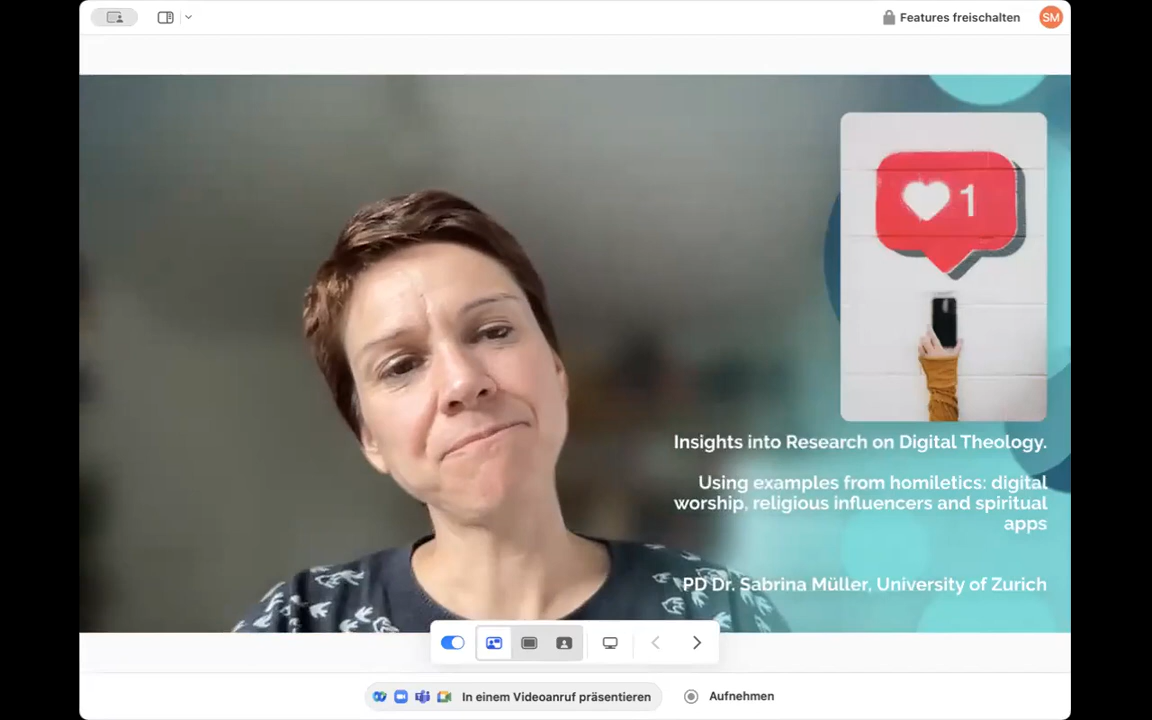 Features freischalten
SM
1
Insights into Research on Digital Theology.
Using examples from homiletics: digital
worship, religious influencers and spiritual
apps
PD Dr. Sabrina Müller, University of Zurich
In einem Videoanruf präsentieren
Aufnehmen